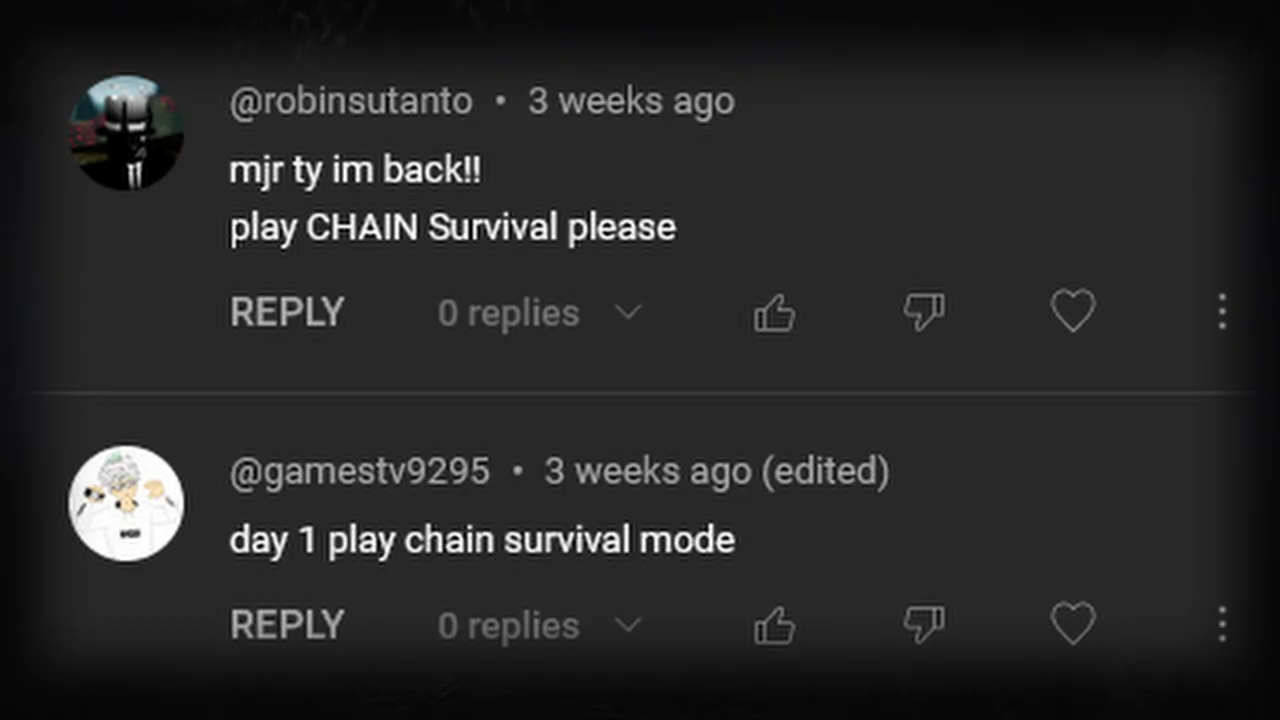 @robinsutanto • 3 weeks ago
mjr ty im back!!
play CHAIN Survival please
REPLY 0 replies
@gamestv9295 • 3 weeks ago (edited)
day 1 play chain survival mode
REPLY 0 replies